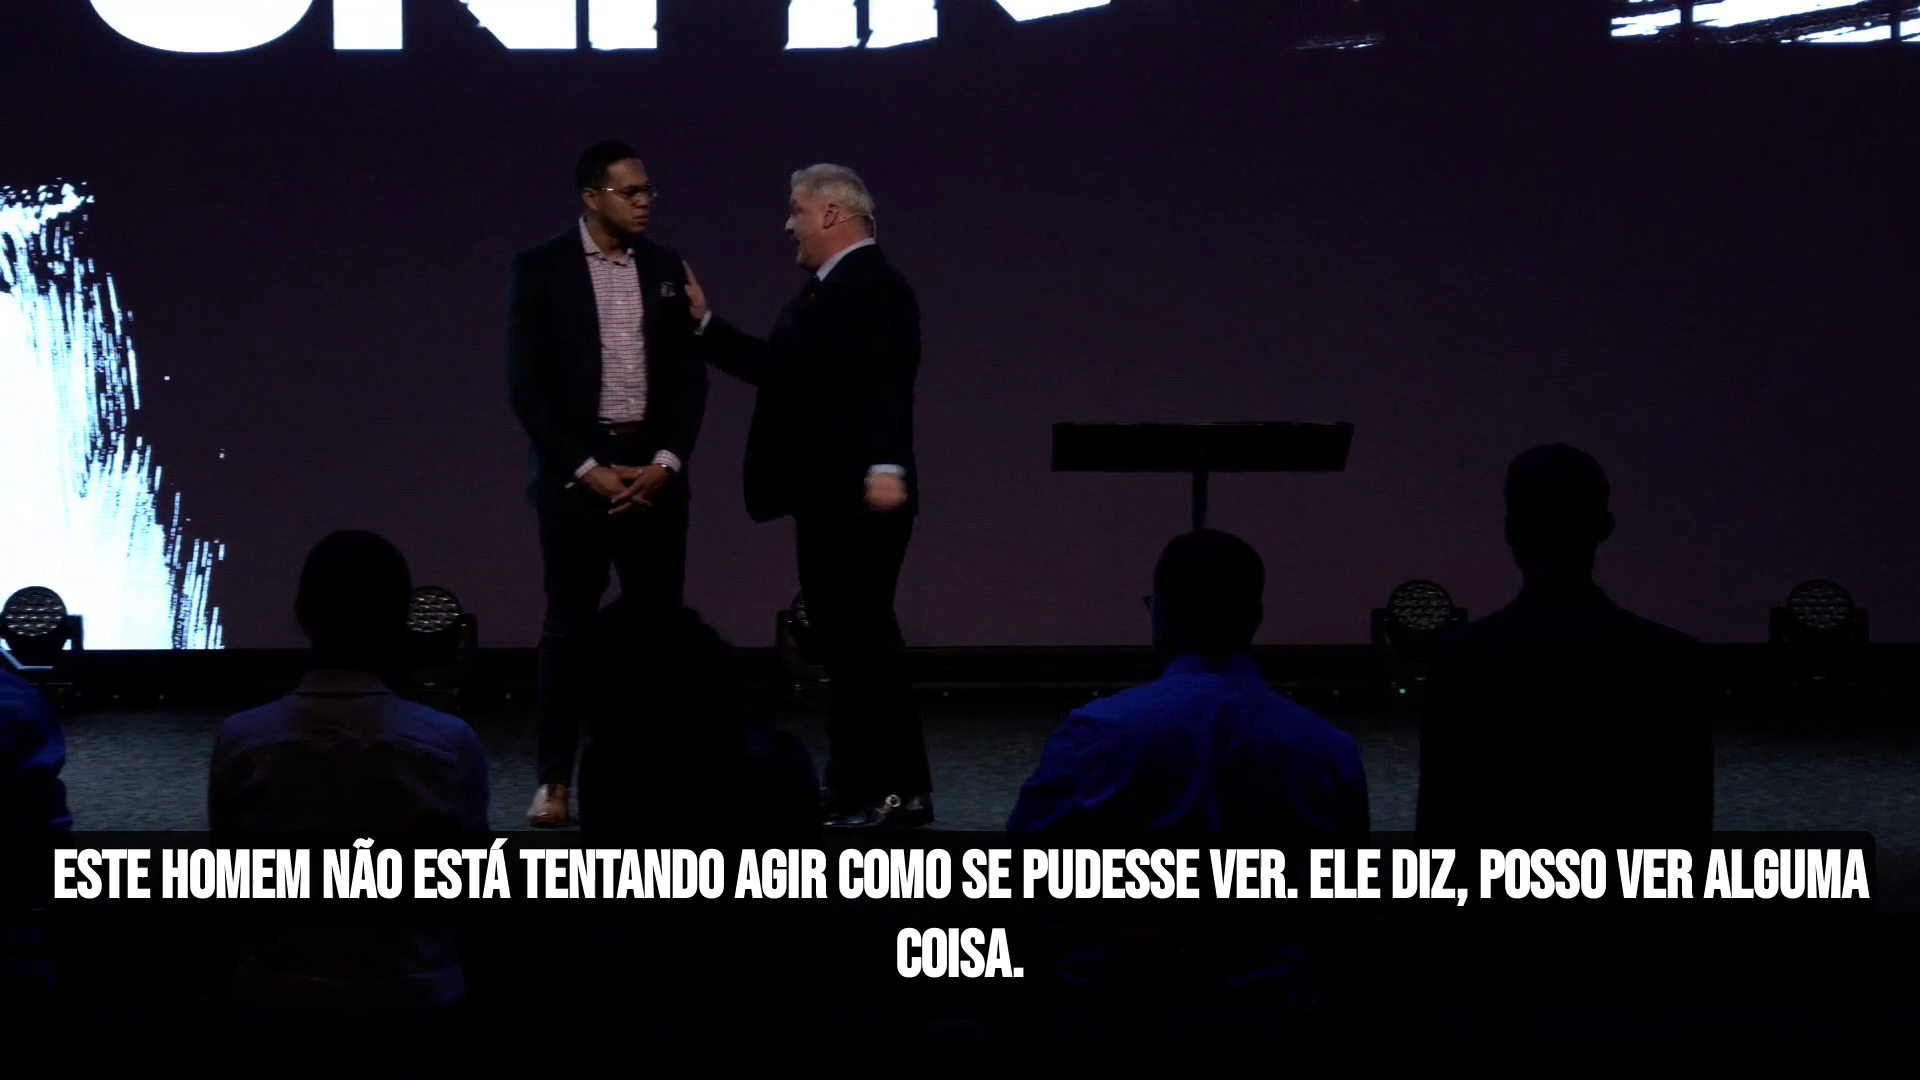 ESTE HOMEM NÃO ESTÁ TENTANDO AGIR COMO SE PUDESSE VER. ELE DIZ, POSSO VER ALGUMA
COISA.